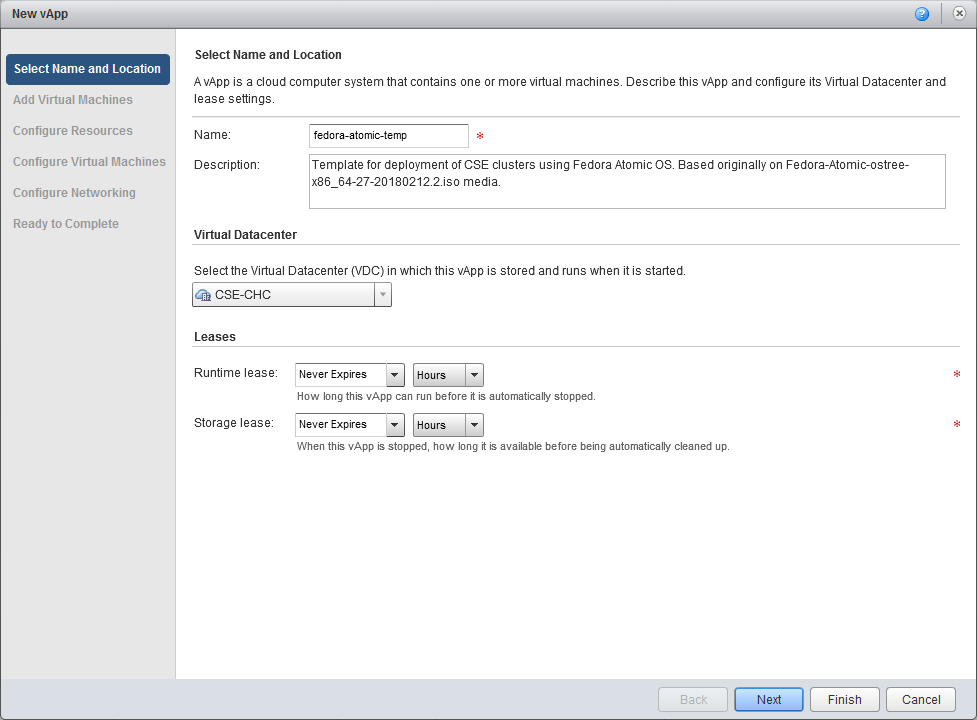 New vApp
Select Name and Location
Add Virtual Machines
Configure Resources
Configure Virtual Machines
Configure Networking
Ready to Complete
Select Name and Location
A vApp is a cloud computer system that contains one or more virtual machines. Describe this vApp and configure its Virtual Datacenter and
lease settings.
Name: fedora-atomic-temp *
Description: Template for deployment of CSE clusters using Fedora Atomic OS. Based originally on Fedora-Atomic-ostree-
x86_64-27-20180212.2.iso media.
Virtual Datacenter
Select the Virtual Datacenter (VDC) in which this vApp is stored and runs when it is started.
CSE-CHC
Leases
Runtime lease: Never Expires Hours *
How long this vApp can run before it is automatically stopped.
Storage lease: Never Expires Hours *
When this vApp is stopped, how long it is available before being automatically cleaned up.
Back Next Finish Cancel